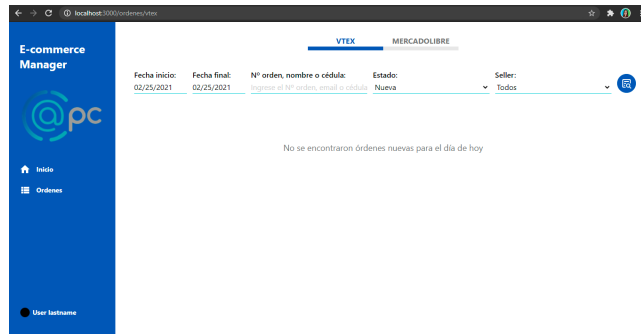 localhost:3000/ordenes/vtex
E-commerce
Manager
@pc
Inicio
Ordenes
User lastname
VTEX MERCADOLIBRE
Fecha inicio: Fecha final: Nº orden, nombre o cédula: Estado: Seller:
02/25/2021 02/25/2021 Ingrese el Nº orden, email o cédula Nueva Todos
No se encontraron órdenes nuevas para el día de hoy